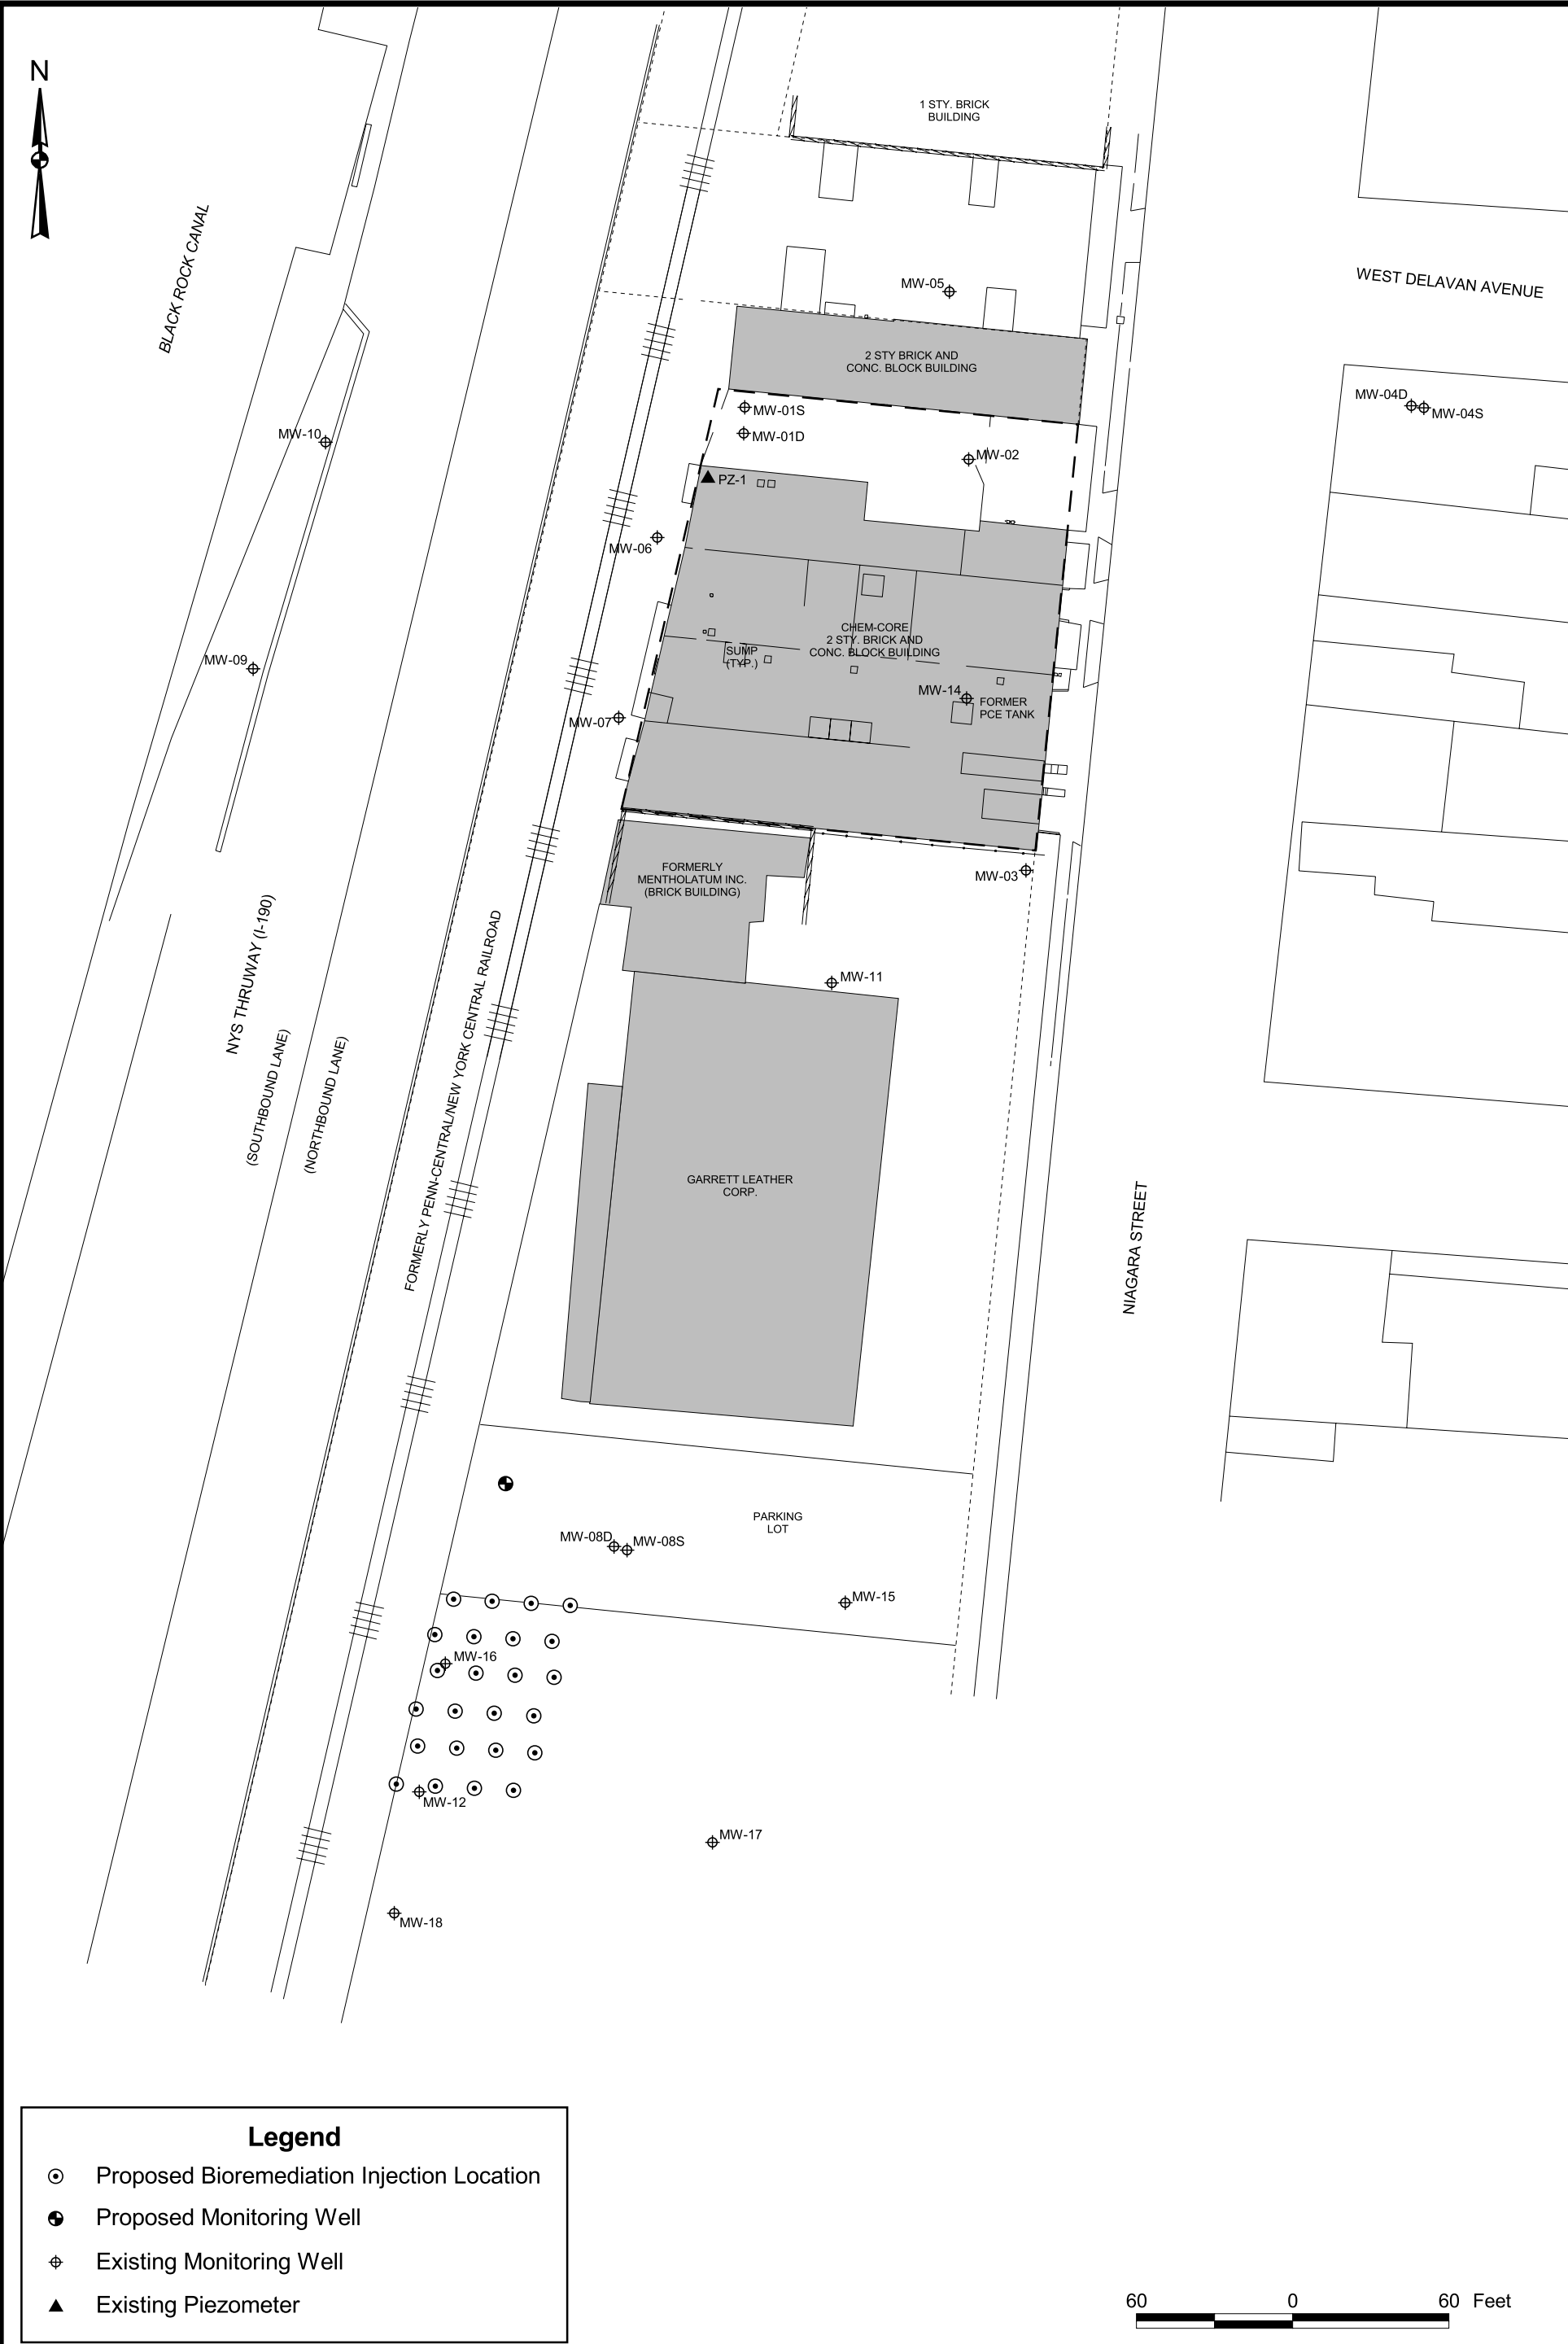 N
1 STY. BRICK
BUILDING
BLACK ROCK CANAL
WEST DELAVAN AVENUE
MW-05
2 STY BRICK AND
CONC. BLOCK BUILDING
MW-04D
MW-04S
MW-01S
MW-01D
MW-10
MW-02
PZ-1
MW-06
CHEM-CORE
2 STY. BRICK AND
CONC. BLOCK BUILDING
SUMP
(TYP.)
MW-09
MW-14
FORMER
PCE TANK
MW-07
FORMERLY
MENTHOLATUM INC.
(BRICK BUILDING)
MW-03
NYS THRUWAY (I-190)
(SOUTHBOUND LANE)
(NORTHBOUND LANE)
FORMERLY PENN-CENTRAL/NEW YORK CENTRAL RAILROAD
MW-11
GARRETT LEATHER
CORP.
NIAGARA STREET
PARKING
LOT
MW-08D
MW-08S
MW-15
MW-16
MW-12
MW-17
MW-18
Legend
Proposed Bioremediation Injection Location
Proposed Monitoring Well
Existing Monitoring Well
Existing Piezometer
60 0 60 Feet